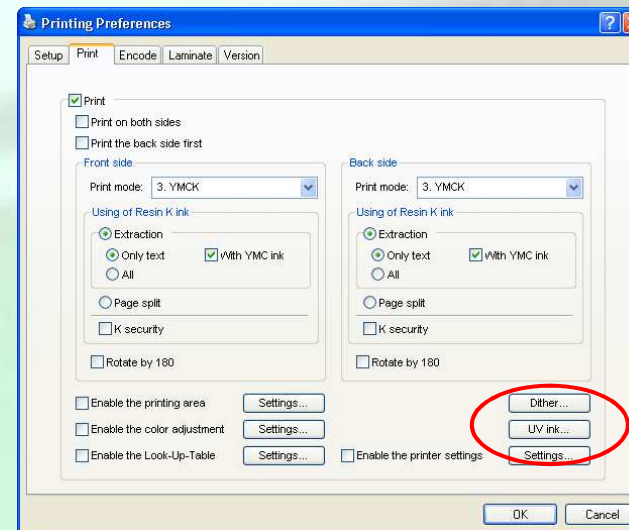 Printing Preferences
Setup Print Encode Laminate Version
Print
Print on both sides
Print the back side first
Front side
Print mode: 3. YMCK
Using of Resin K ink
Extraction
Only text With YMC ink
All
Page split
K security
Rotate by 180
Back side
Print mode: 3. YMCK
Using of Resin K ink
Extraction
Only text With YMC ink
All
Page split
K security
Rotate by 180
Enable the printing area Settings... Dither...
Enable the color adjustment Settings... UV ink...
Enable the Look-Up-Table Settings... Enable the printer settings Settings...
OK Cancel